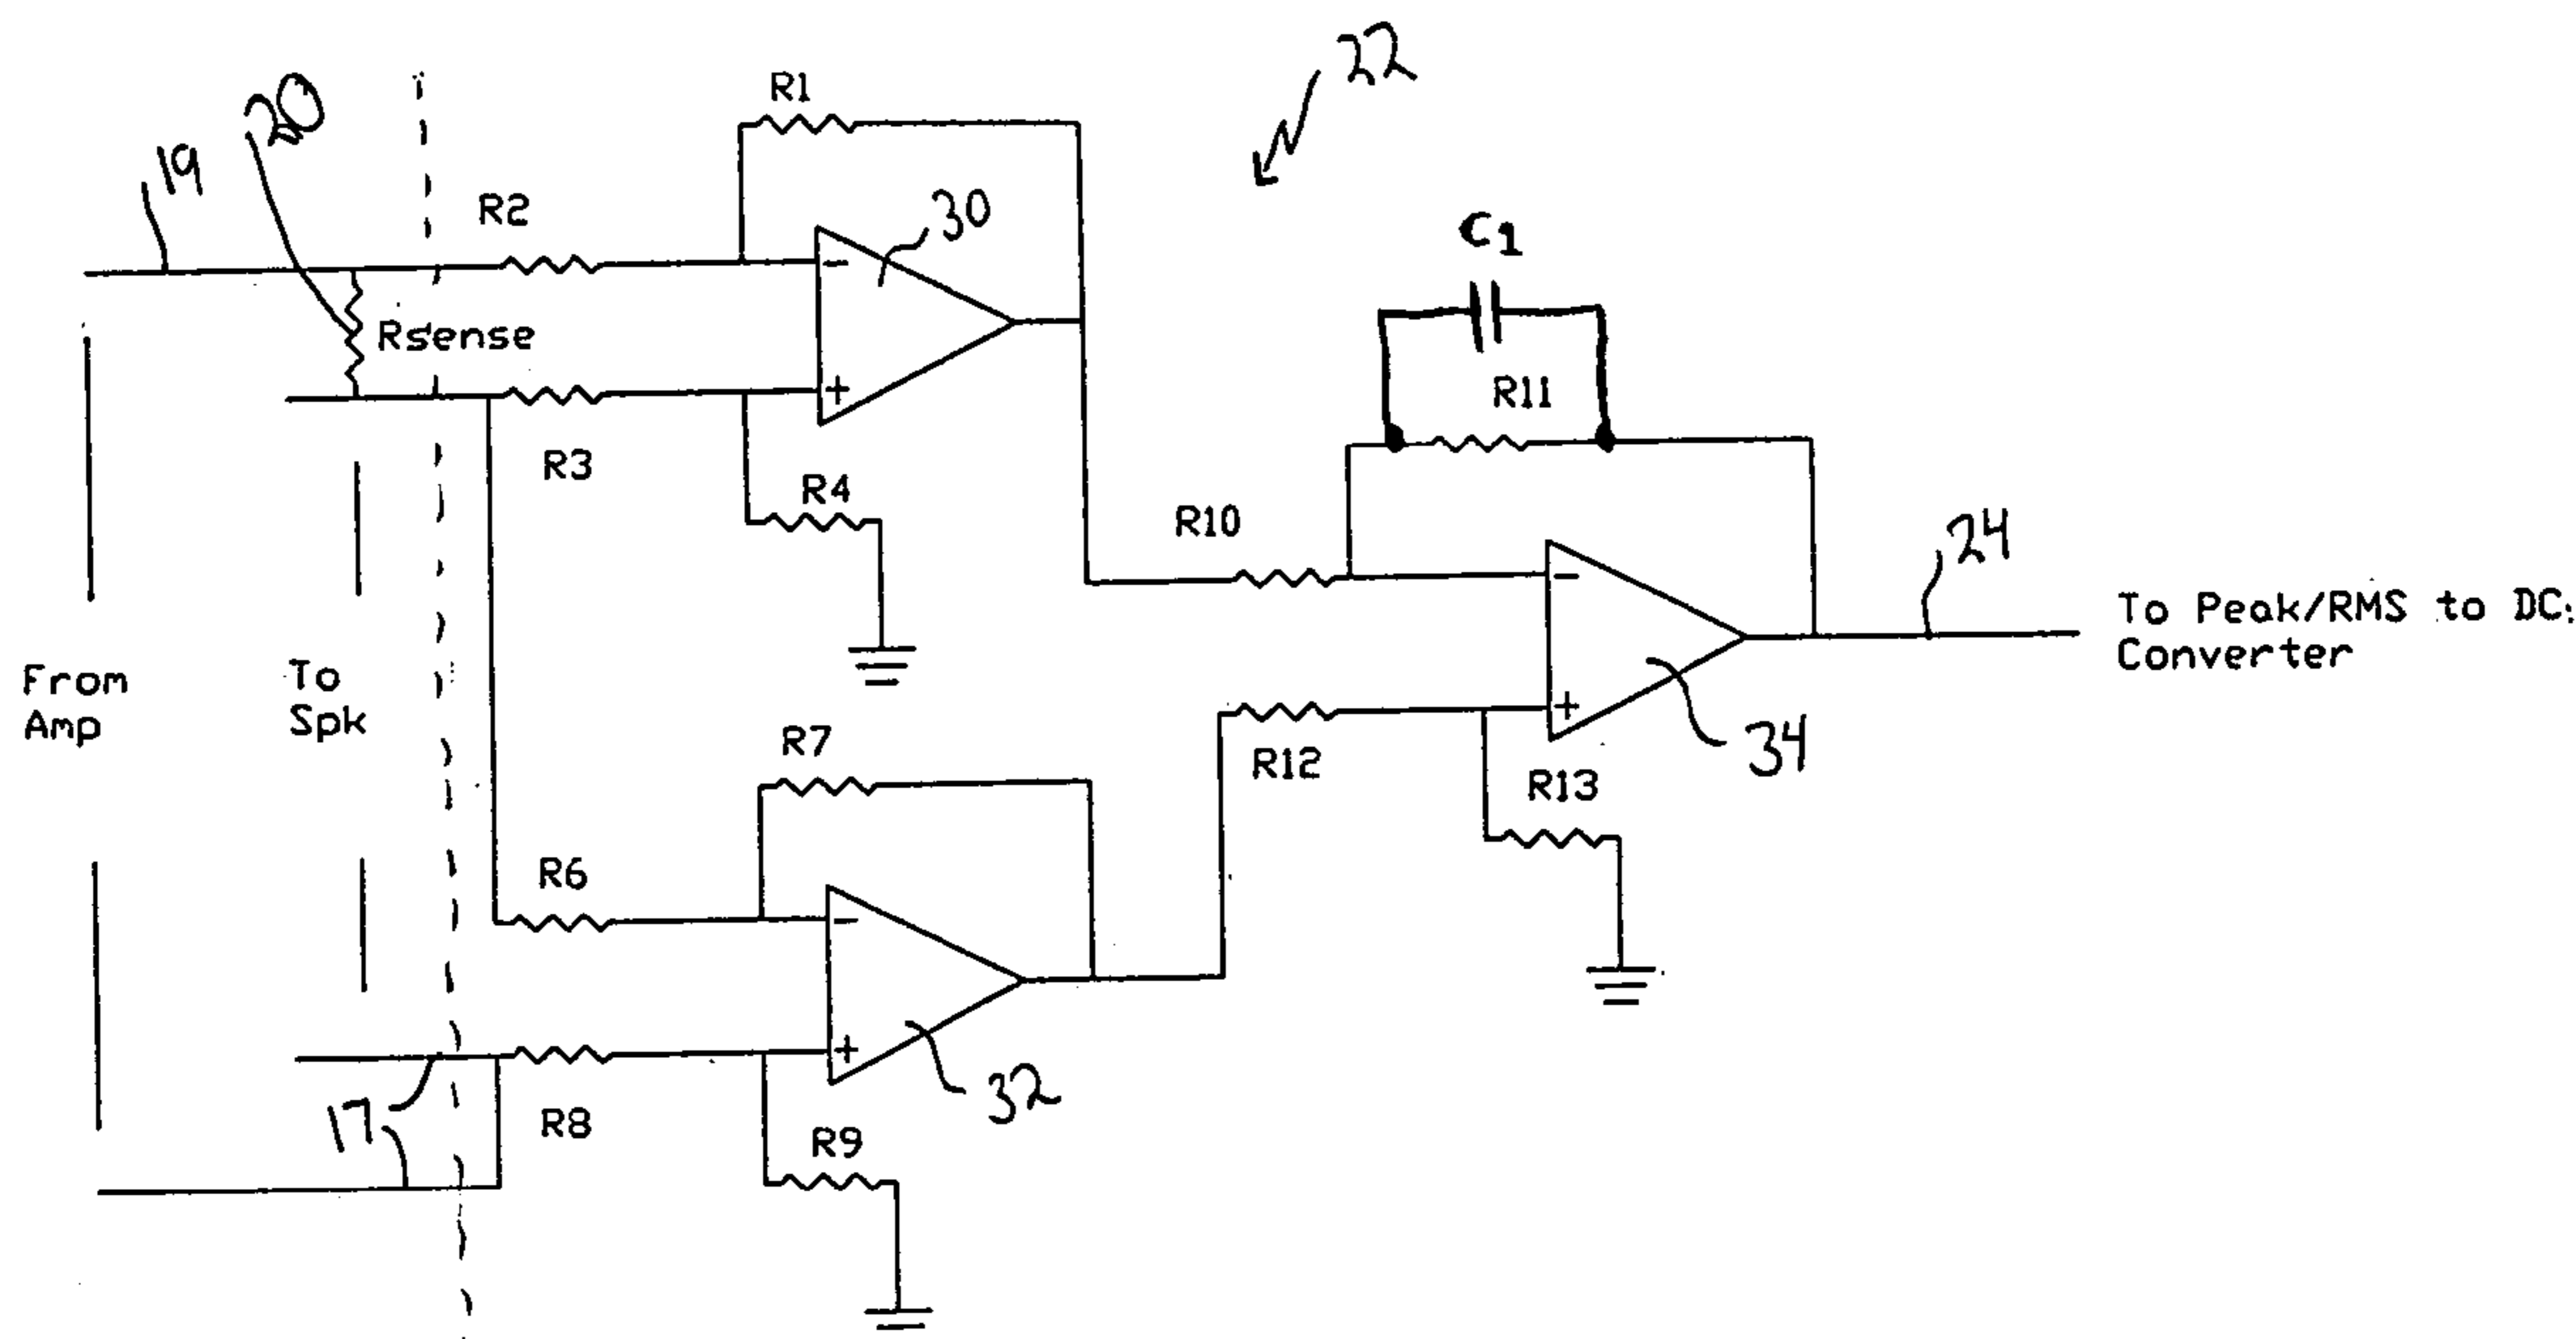 22
20
R1
19
R2
30
C1
Rsense
R11
R3
R4
R10
24
To Peak/RMS to DC
Converter
From
Amp
To
Spk
R7
R12
34
R13
R6
32
17
R8
R9